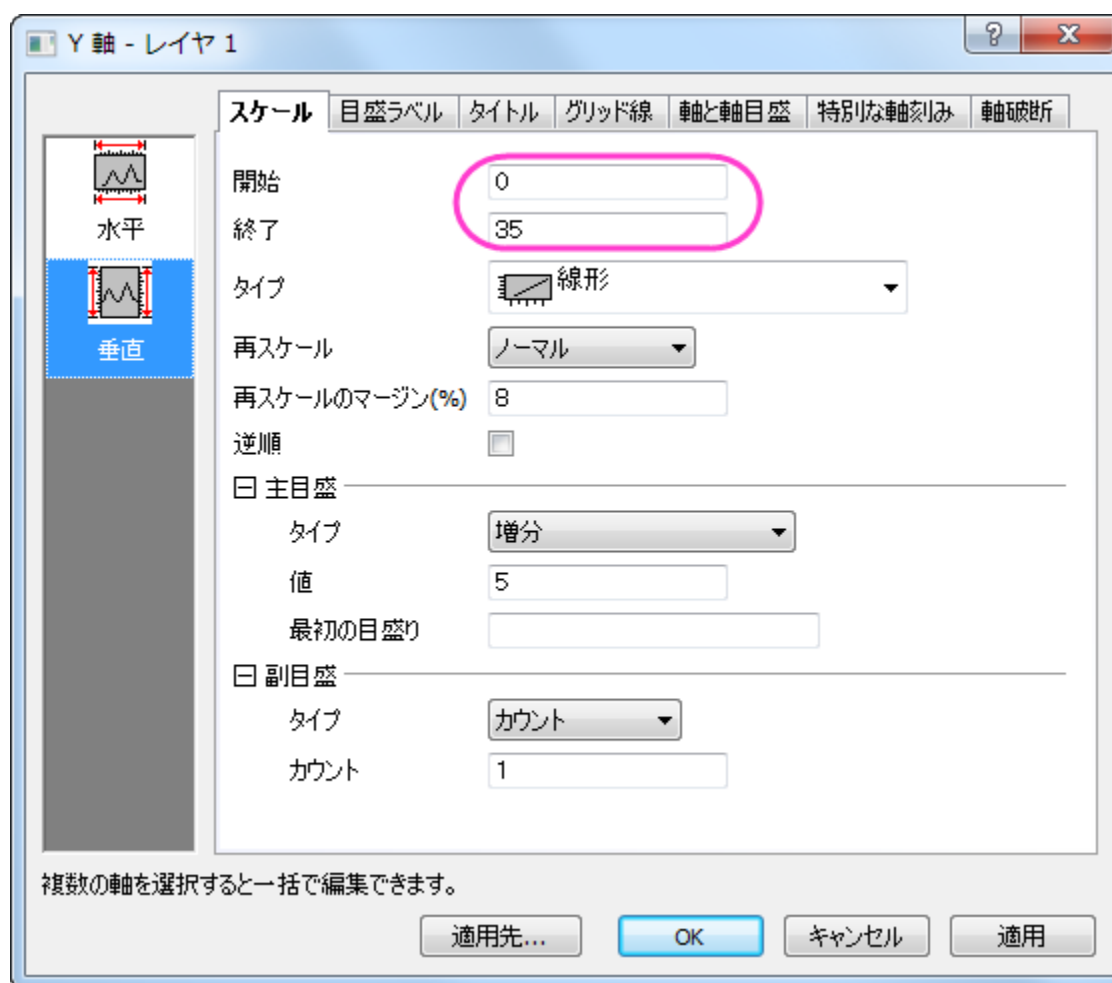 Y 軸 - レイヤ 1
スケール 目盛ラベル タイトル グリッド線 軸と軸目盛 特別な軸刻み 軸破断
水平
垂直
開始 0
終了 35
タイプ 線形
再スケール ノーマル
再スケールのマージン(%) 8
逆順
主目盛
タイプ 増分
値 5
最初の目盛り
副目盛
タイプ カウント
カウント 1
複数の軸を選択すると一括で編集できます。
適用先... OK キャンセル 適用